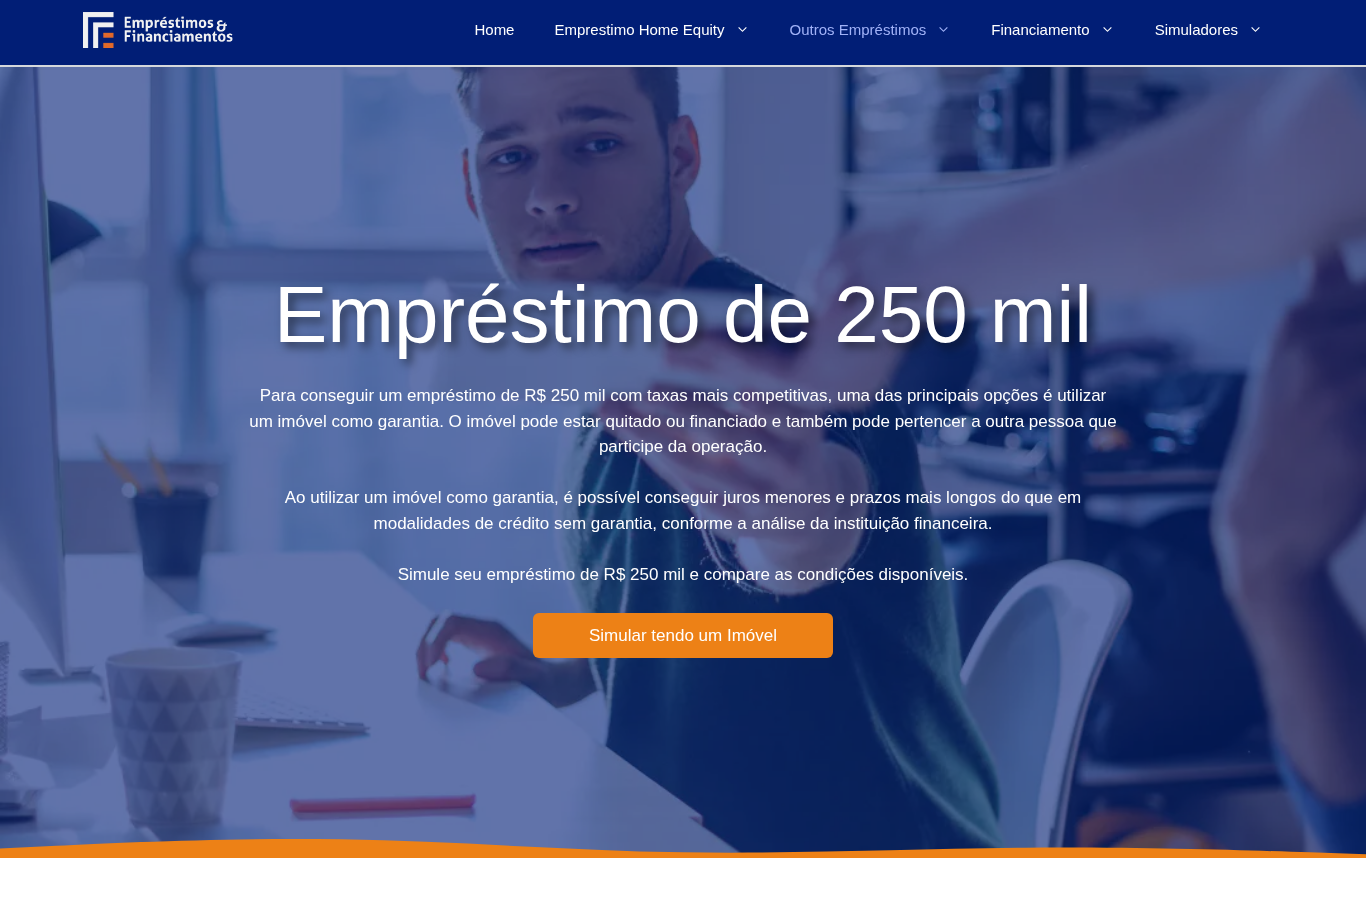 Empréstimos &
Financiamentos
Home
Emprestimo Home Equity
Outros Empréstimos
Financiamento
Simuladores
Empréstimo de 250 mil
Para conseguir um empréstimo de R$ 250 mil com taxas mais competitivas, uma das principais opções é utilizar
um imóvel como garantia. O imóvel pode estar quitado ou financiado e também pode pertencer a outra pessoa que
participe da operação.
Ao utilizar um imóvel como garantia, é possível conseguir juros menores e prazos mais longos do que em
modalidades de crédito sem garantia, conforme a análise da instituição financeira.
Simule seu empréstimo de R$ 250 mil e compare as condições disponíveis.
Simular tendo um Imóvel